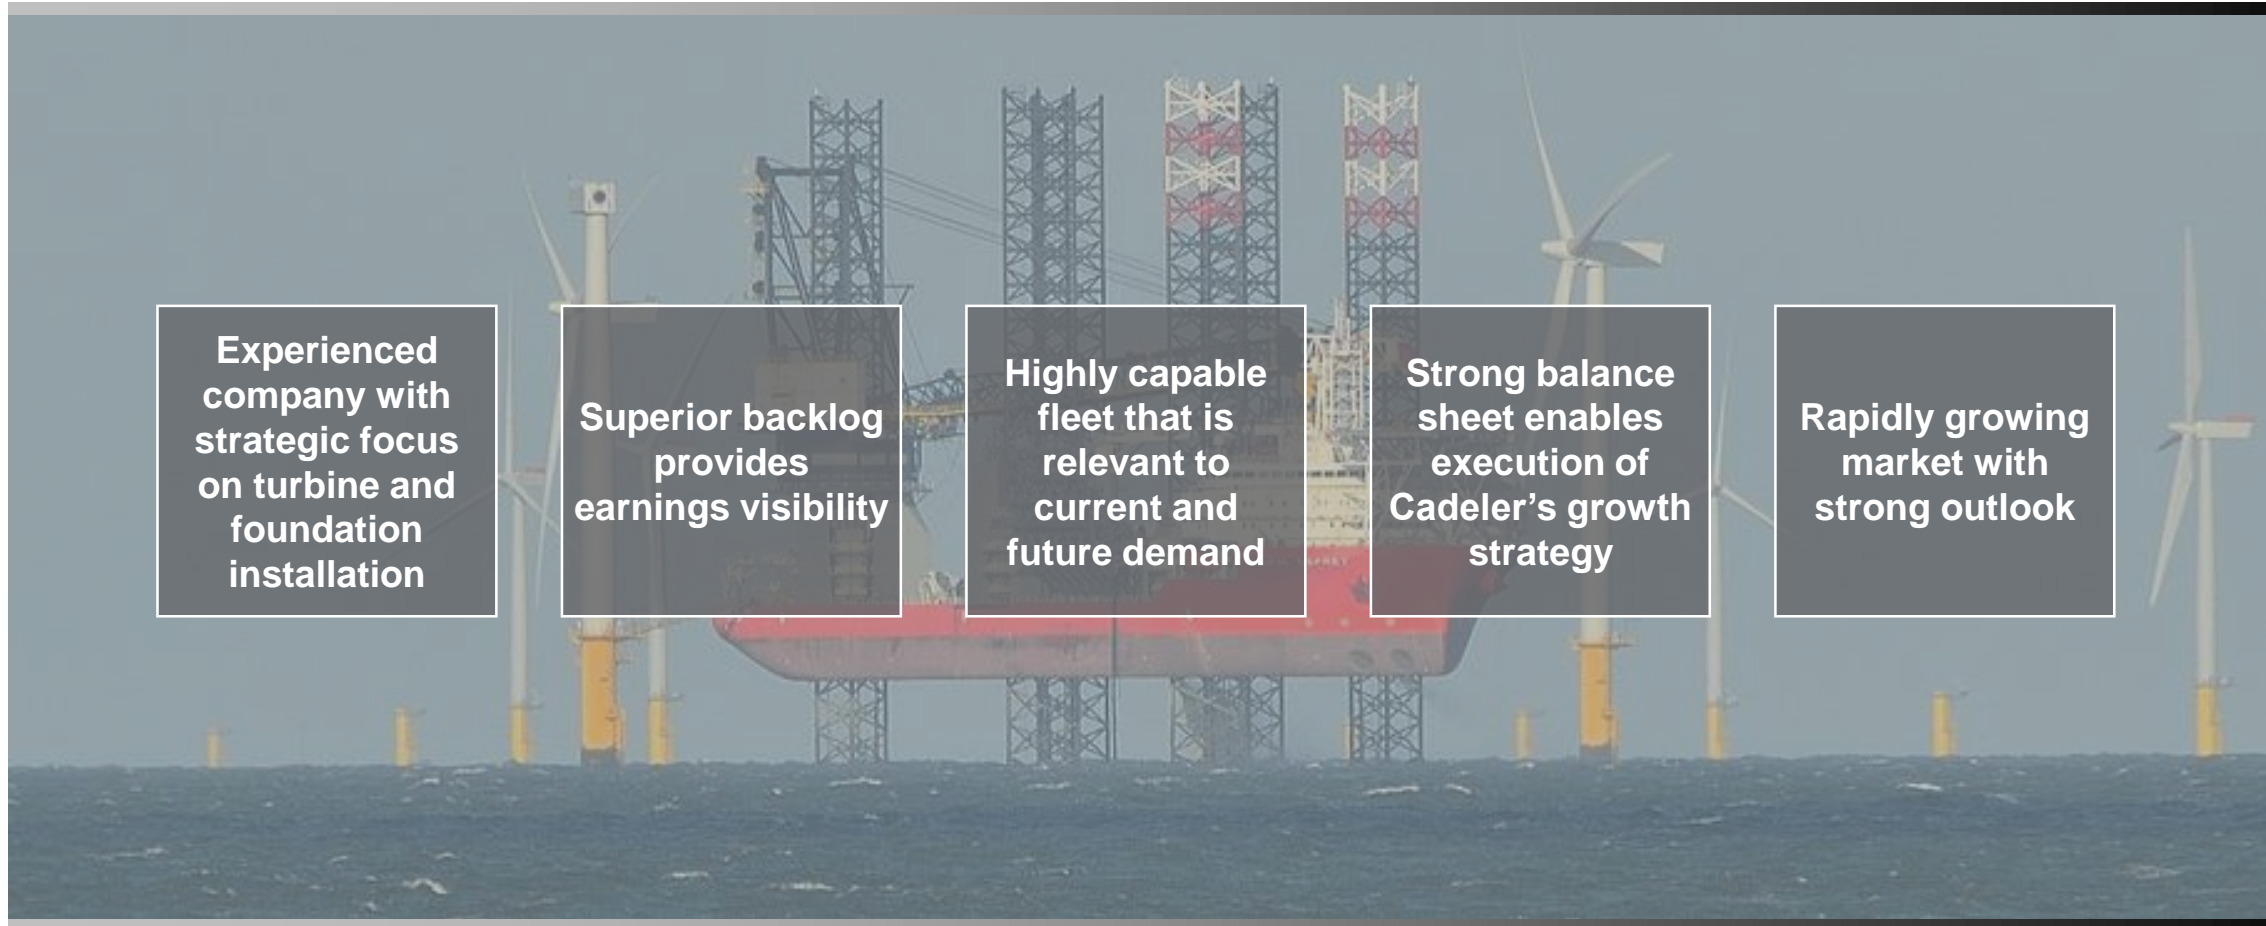 Experienced
company with
strategic focus
on turbine and
foundation
installation
Superior backlog
provides
earnings visibility
Highly capable
fleet that is
relevant to
current and
future demand
Strong balance
sheet enables
execution of
Cadeler’s growth
strategy
Rapidly growing
market with
strong outlook